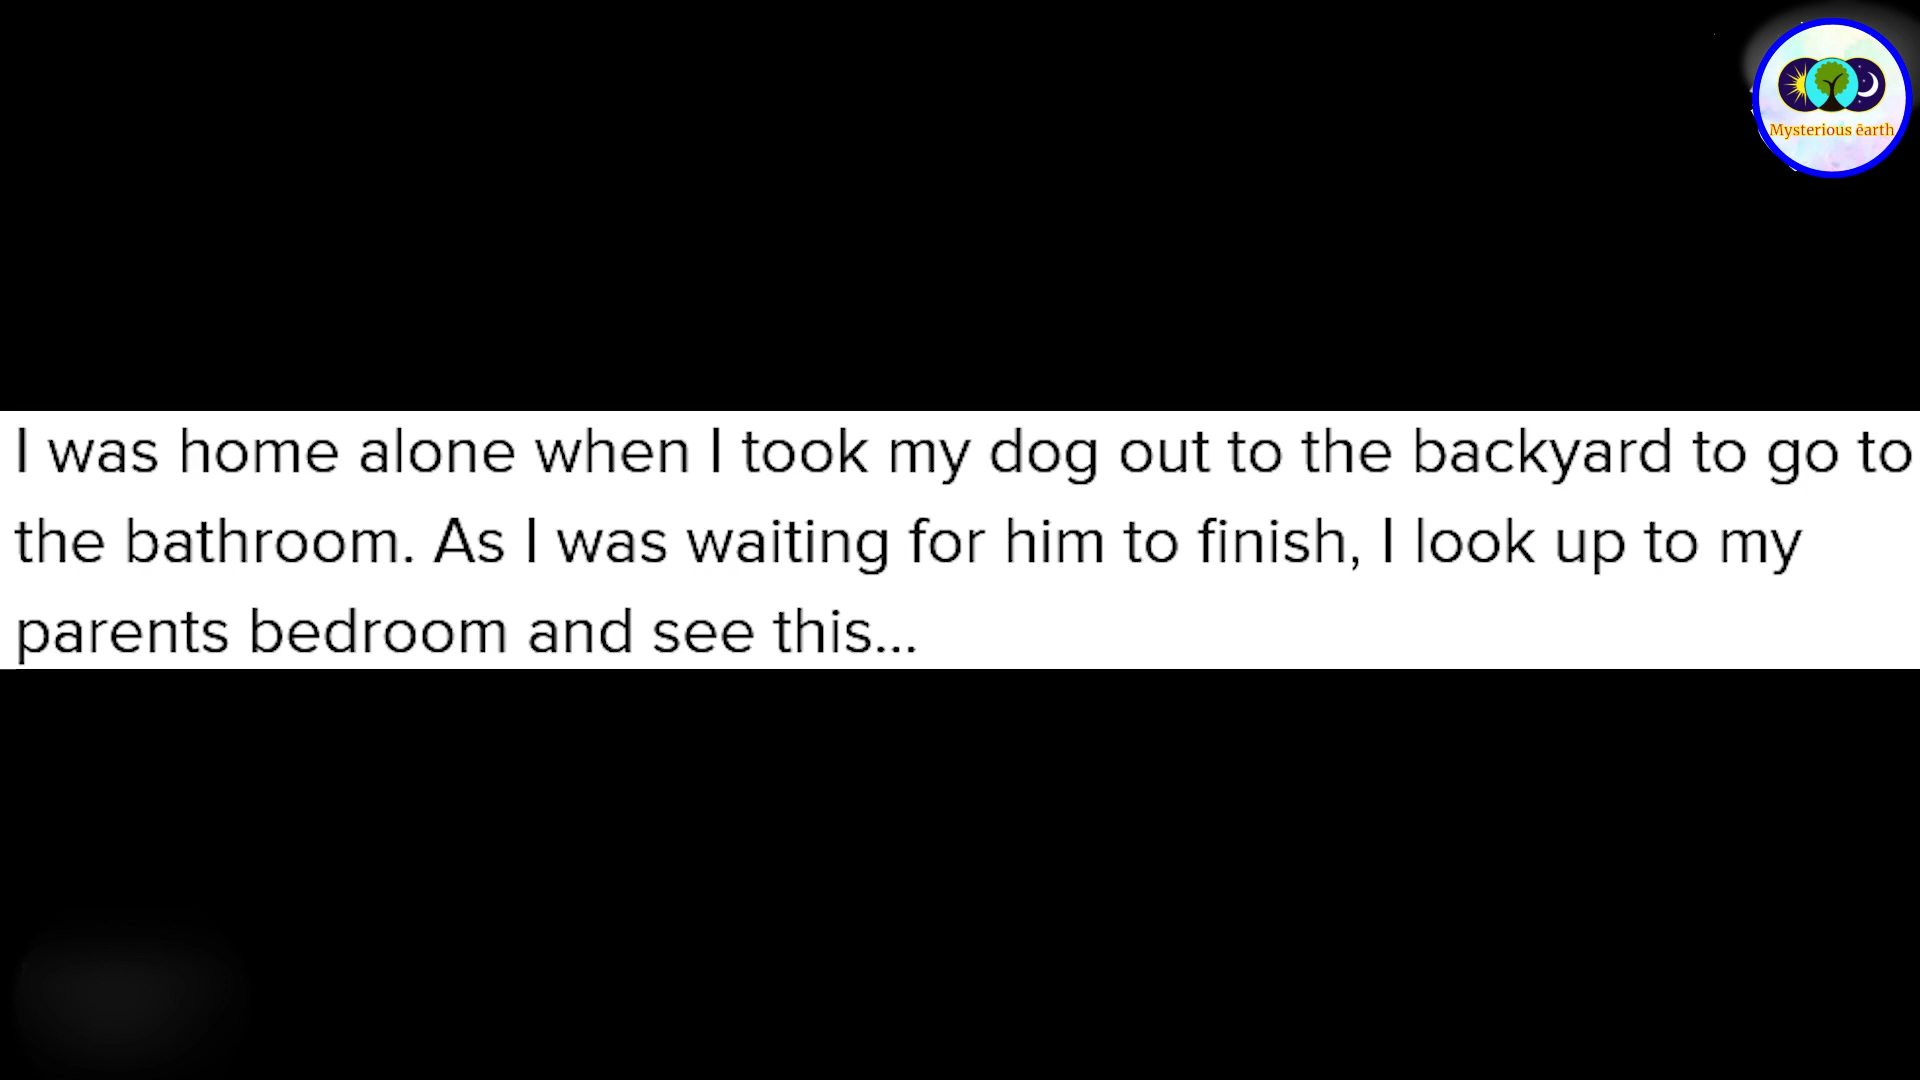 Mysterious ēarth
I was home alone when I took my dog out to the backyard to go to
the bathroom. As I was waiting for him to finish, I look up to my
parents bedroom and see this...